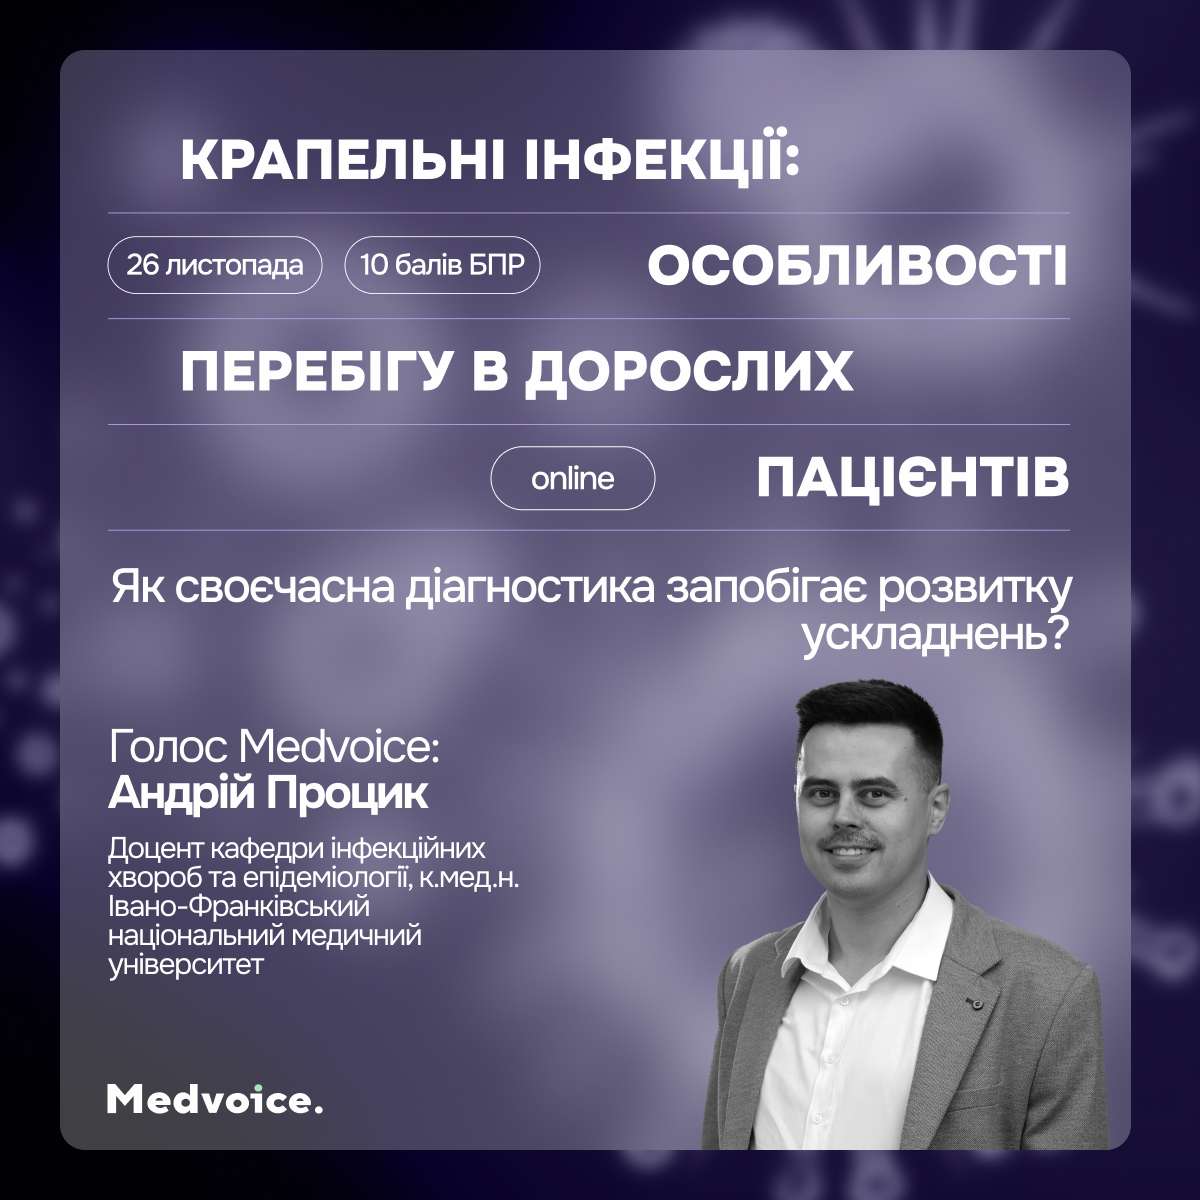 КРАПЕЛЬНІ ІНФЕКЦІЇ:
26 листопада
10 балів БПР
ОСОБЛИВОСТІ
ПЕРЕБІГУ В ДОРОСЛИХ
online
ПАЦІЄНТІВ
Як своєчасна діагностика запобігає розвитку
ускладнень?
Голос Medvoice:
Андрій Процик
Доцент кафедри інфекційних
хвороб та епідеміології, к.мед.н.
Івано-Франківський
національний медичний
університет
Medvoice.